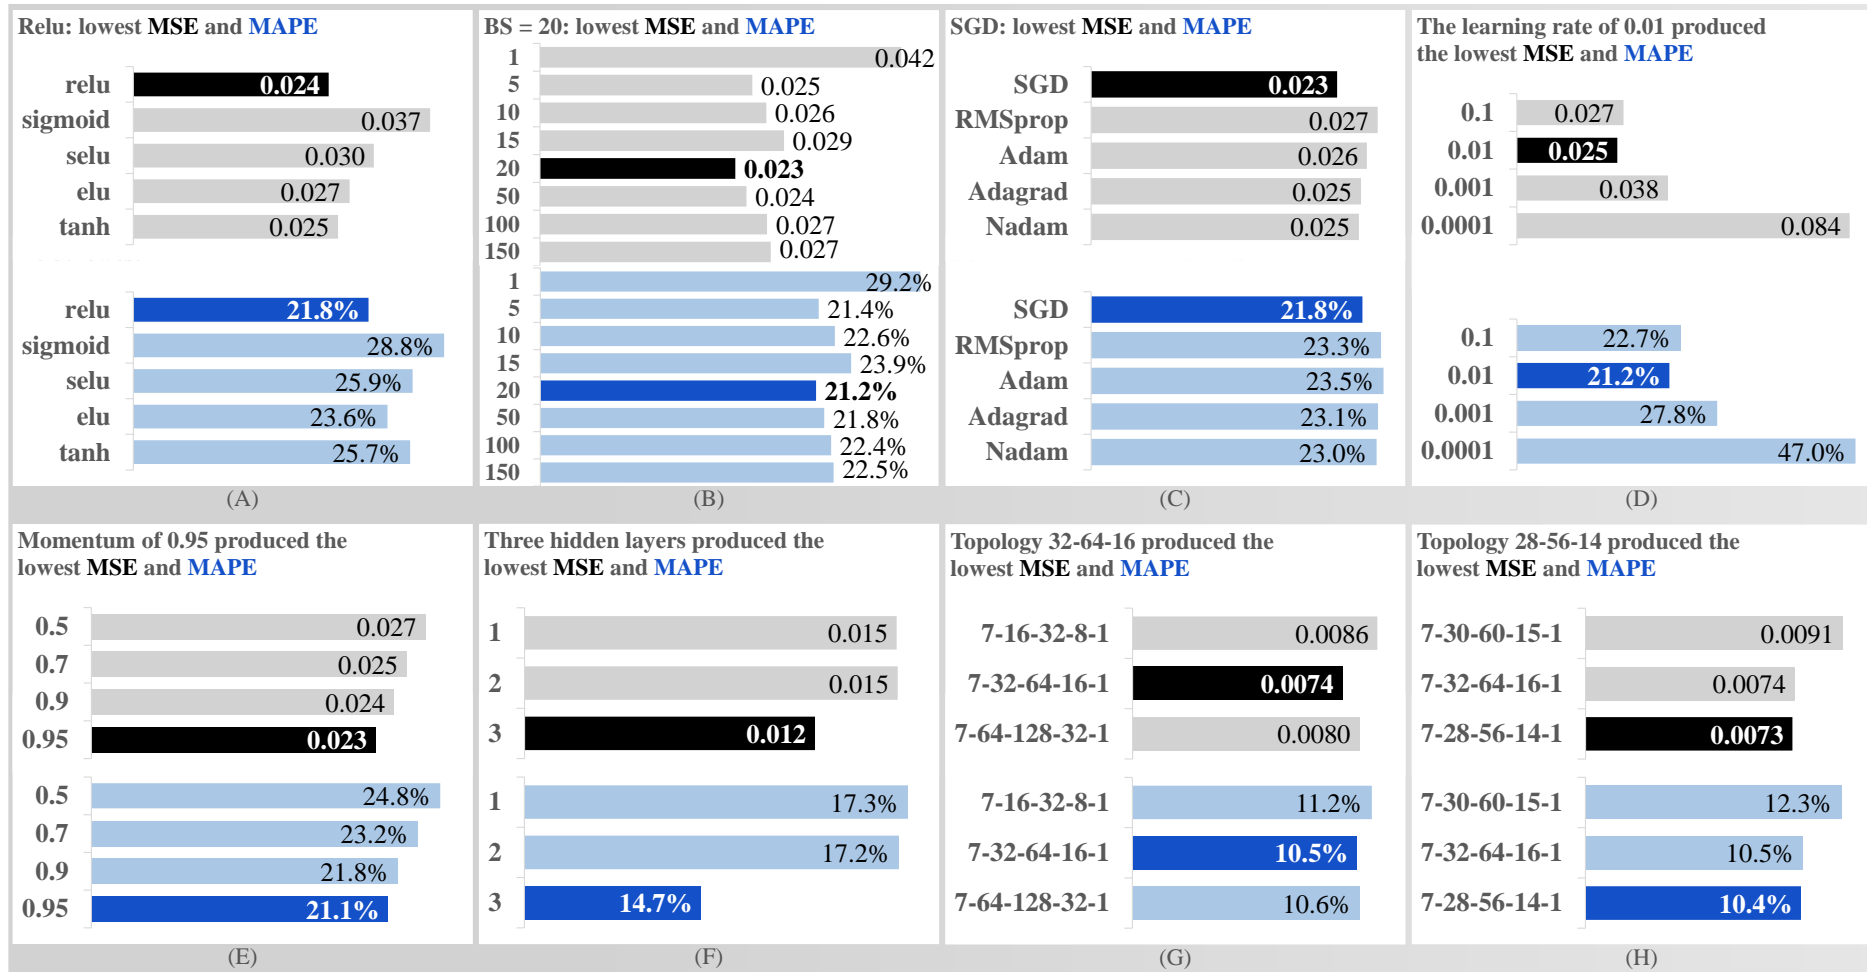 Relu: lowest MSE and MAPE
relu 0.024
sigmoid 0.037
selu 0.030
elu 0.027
tanh 0.025
relu 21.8%
sigmoid 28.8%
selu 25.9%
elu 23.6%
tanh 25.7%
(A)
BS = 20: lowest MSE and MAPE
1 0.042
5 0.025
10 0.026
15 0.029
20 0.023
50 0.024
100 0.027
150 0.027
1 29.2%
5 21.4%
10 22.6%
15 23.9%
20 21.2%
50 21.8%
100 22.4%
150 22.5%
(B)
SGD: lowest MSE and MAPE
SGD 0.023
RMSprop 0.027
Adam 0.026
Adagrad 0.025
Nadam 0.025
SGD 21.8%
RMSprop 23.3%
Adam 23.5%
Adagrad 23.1%
Nadam 23.0%
(C)
The learning rate of 0.01 produced
the lowest MSE and MAPE
0.1 0.027
0.01 0.025
0.001 0.038
0.0001 0.084
0.1 22.7%
0.01 21.2%
0.001 27.8%
0.0001 47.0%
(D)
Momentum of 0.95 produced the
lowest MSE and MAPE
0.5 0.027
0.7 0.025
0.9 0.024
0.95 0.023
0.5 24.8%
0.7 23.2%
0.9 21.8%
0.95 21.1%
(E)
Three hidden layers produced the
lowest MSE and MAPE
1 0.015
2 0.015
3 0.012
1 17.3%
2 17.2%
3 14.7%
(F)
Topology 32-64-16 produced the
lowest MSE and MAPE
7-16-32-8-1 0.0086
7-32-64-16-1 0.0074
7-64-128-32-1 0.0080
7-16-32-8-1 11.2%
7-32-64-16-1 10.5%
7-64-128-32-1 10.6%
(G)
Topology 28-56-14 produced the
lowest MSE and MAPE
7-30-60-15-1 0.0091
7-32-64-16-1 0.0074
7-28-56-14-1 0.0073
7-30-60-15-1 12.3%
7-32-64-16-1 10.5%
7-28-56-14-1 10.4%
(H)